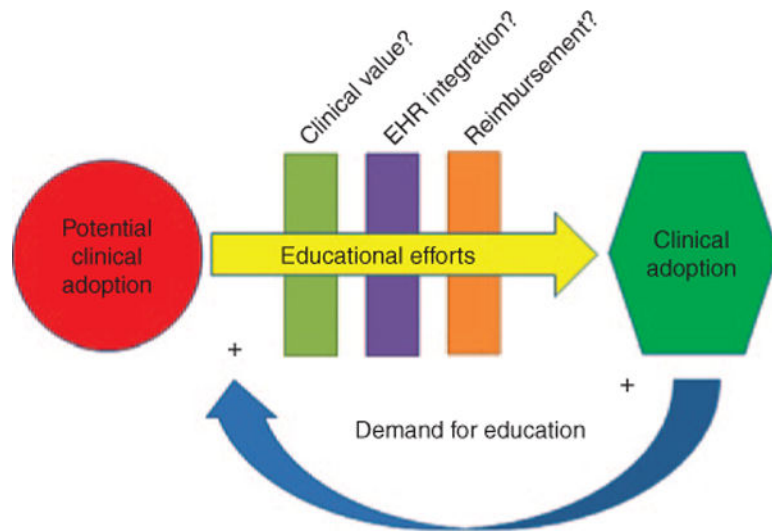 Clinical value?
EHR integration?
Reimbursement?
Potential
clinical
adoption
Educational efforts
Clinical
adoption
+
+
Demand for education